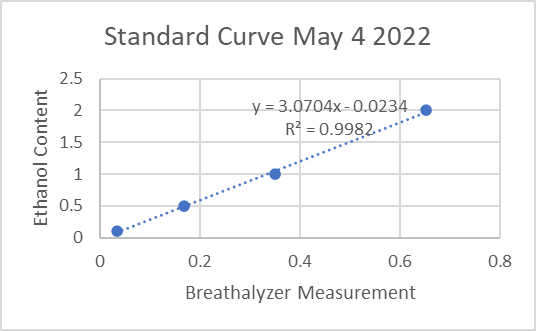 Standard Curve May 4 2022
2.5
y = 3.0704x - 0.0234
2
R² = 0.9982
1.5
1
0.5
0
0 0.2 0.4 0.6 0.8
Ethanol Content
Breathalyzer Measurement